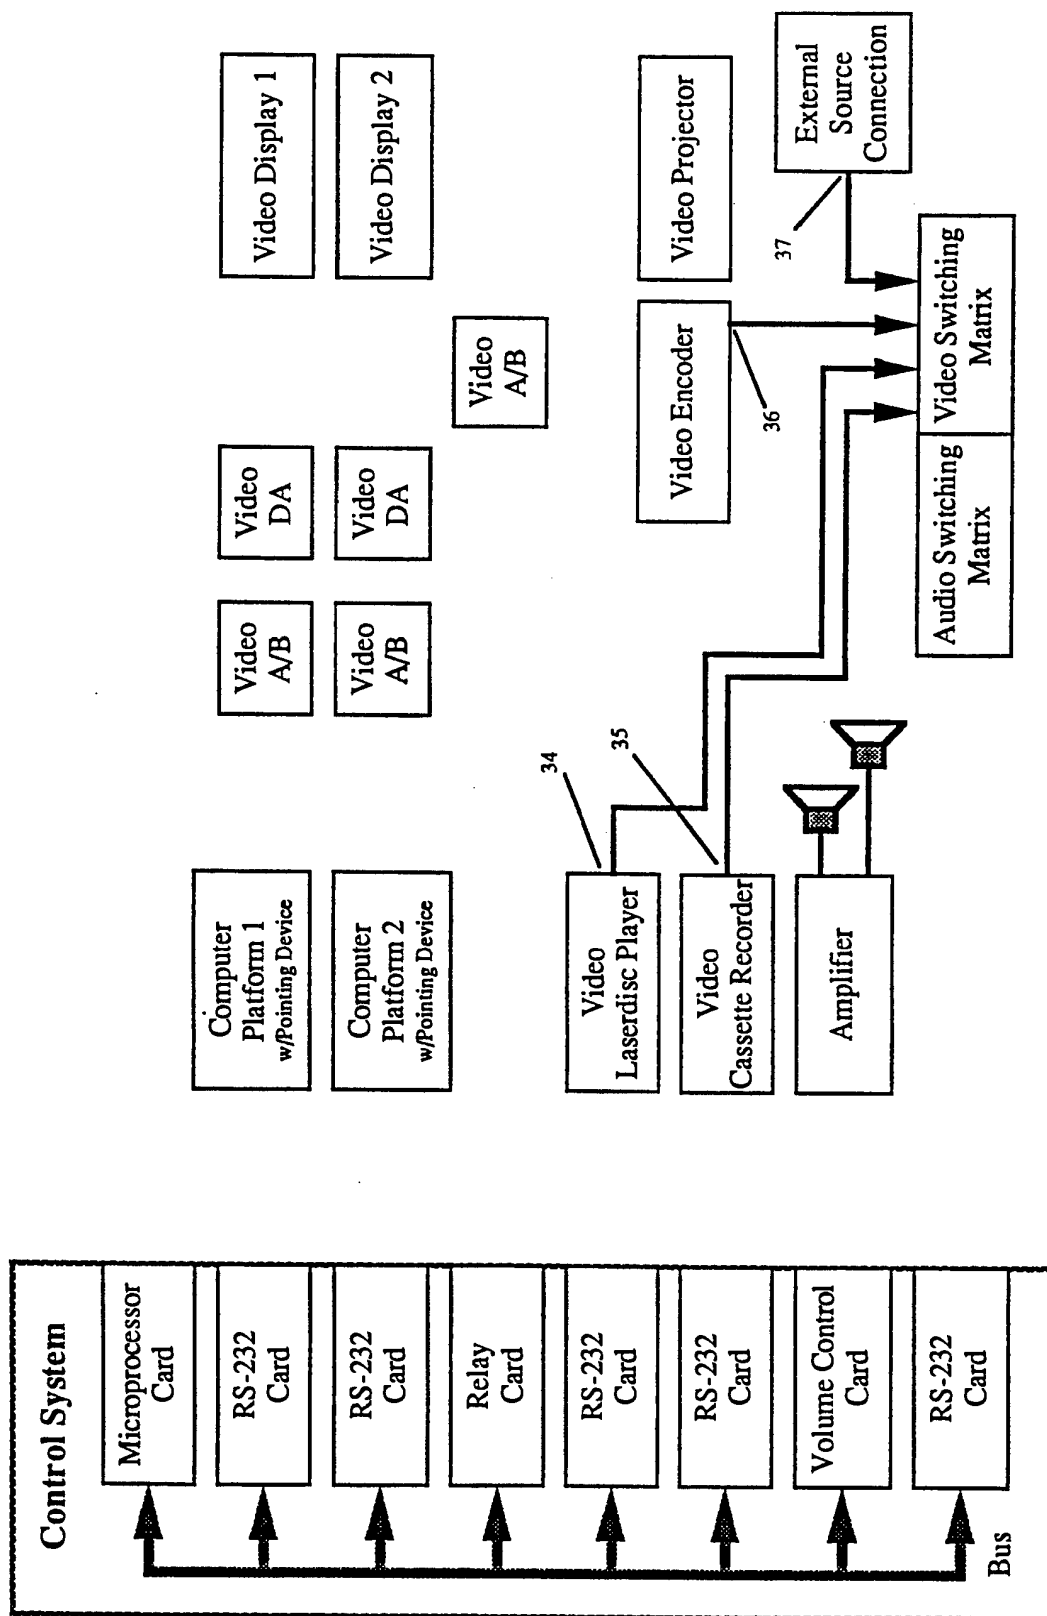 Control System
Microprocessor
Card
RS-232
Card
RS-232
Card
Relay
Card
RS-232
Card
RS-232
Card
Volume Control
Card
RS-232
Card
Bus
Computer
Platform 1
w/Pointing Device
Computer
Platform 2
w/Pointing Device
Video
Laserdisc Player
Video
Cassette Recorder
Amplifier
34
35
Video
A/B
Video
A/B
Video
DA
Video
DA
Video
A/B
Video Display 1
Video Display 2
Video Encoder
Video Projector
36
37
External
Source
Connection
Audio Switching
Matrix
Video Switching
Matrix